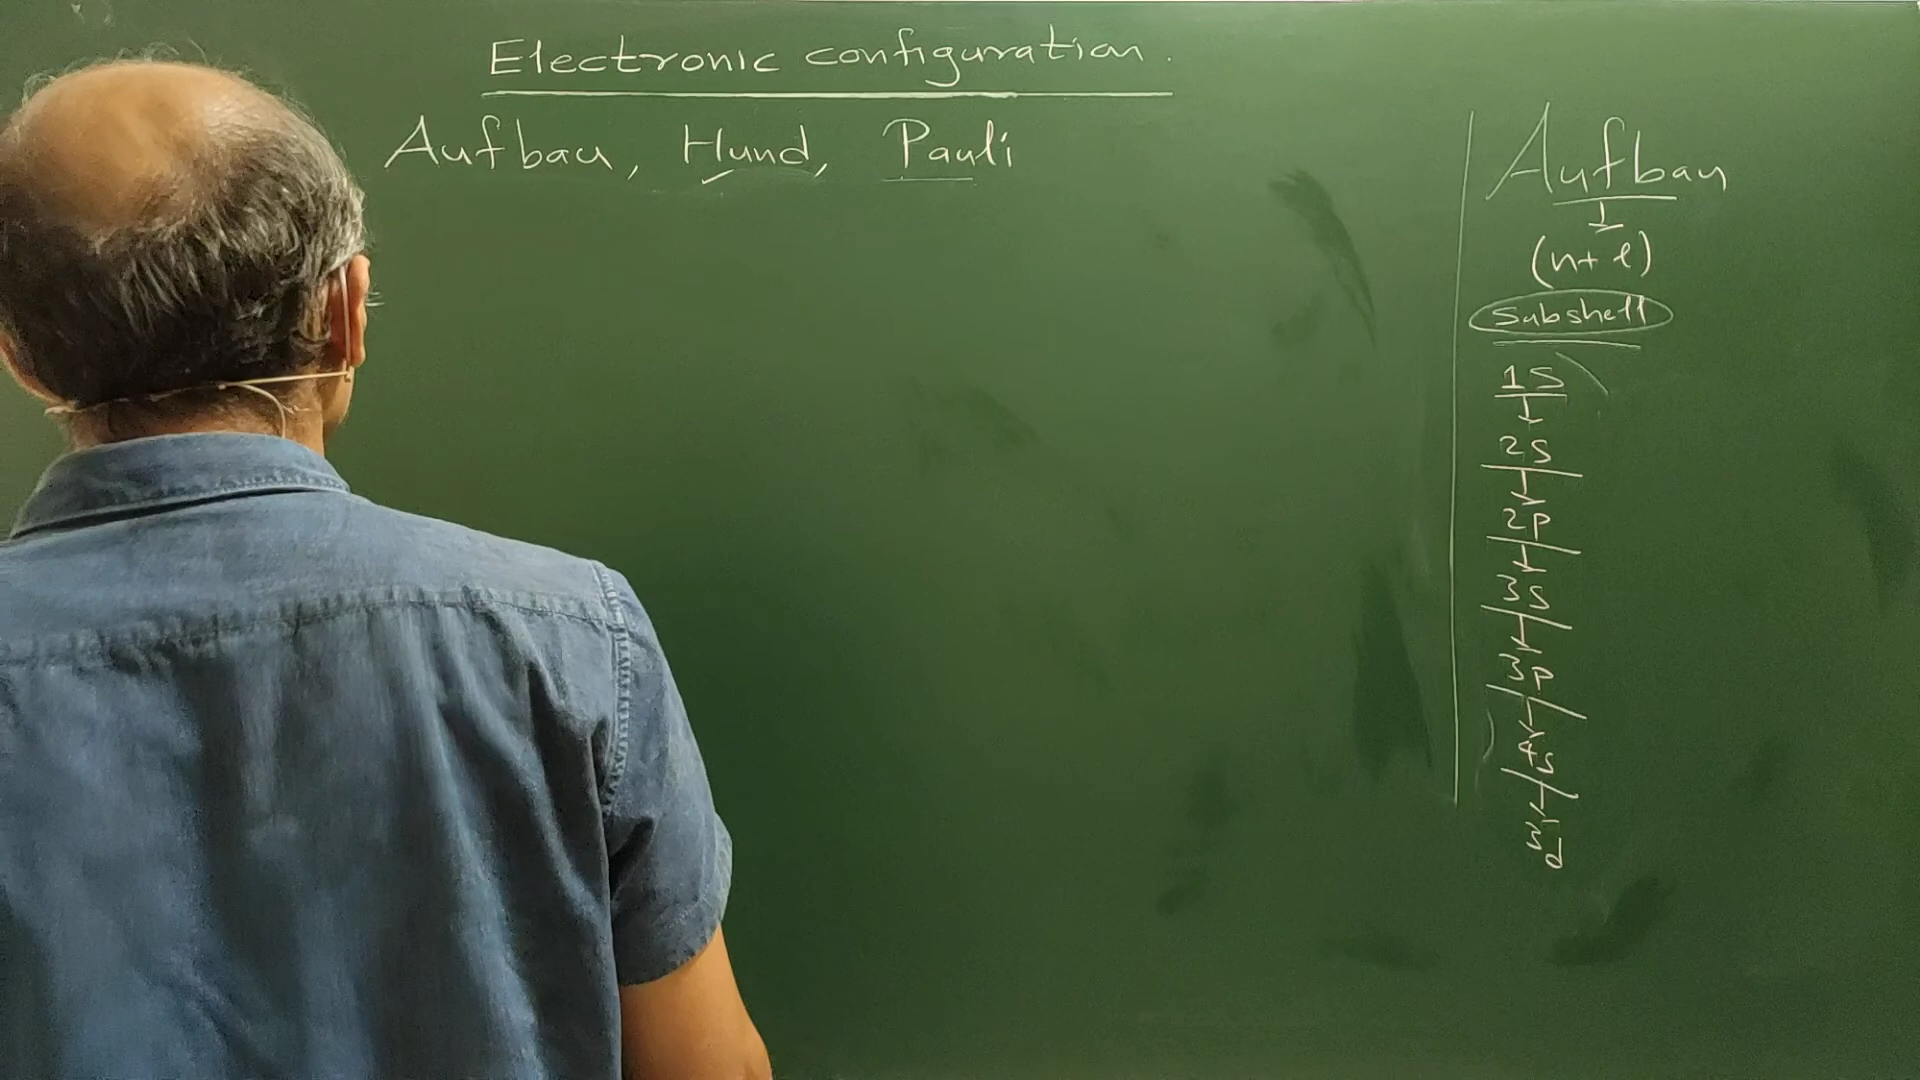 Electronic configuration.
Aufbau, Hund, Pauli
Aufbau
(n+l)
Subshell
1s
2s
2p
3s
3p
4s
3d